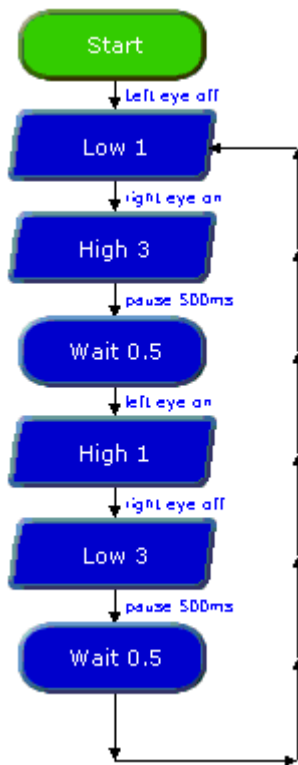 Start
Left eye off
Low 1
right eye on
High 3
pause 500ms
Wait 0.5
left eye on
High 1
right eye off
Low 3
pause 500ms
Wait 0.5